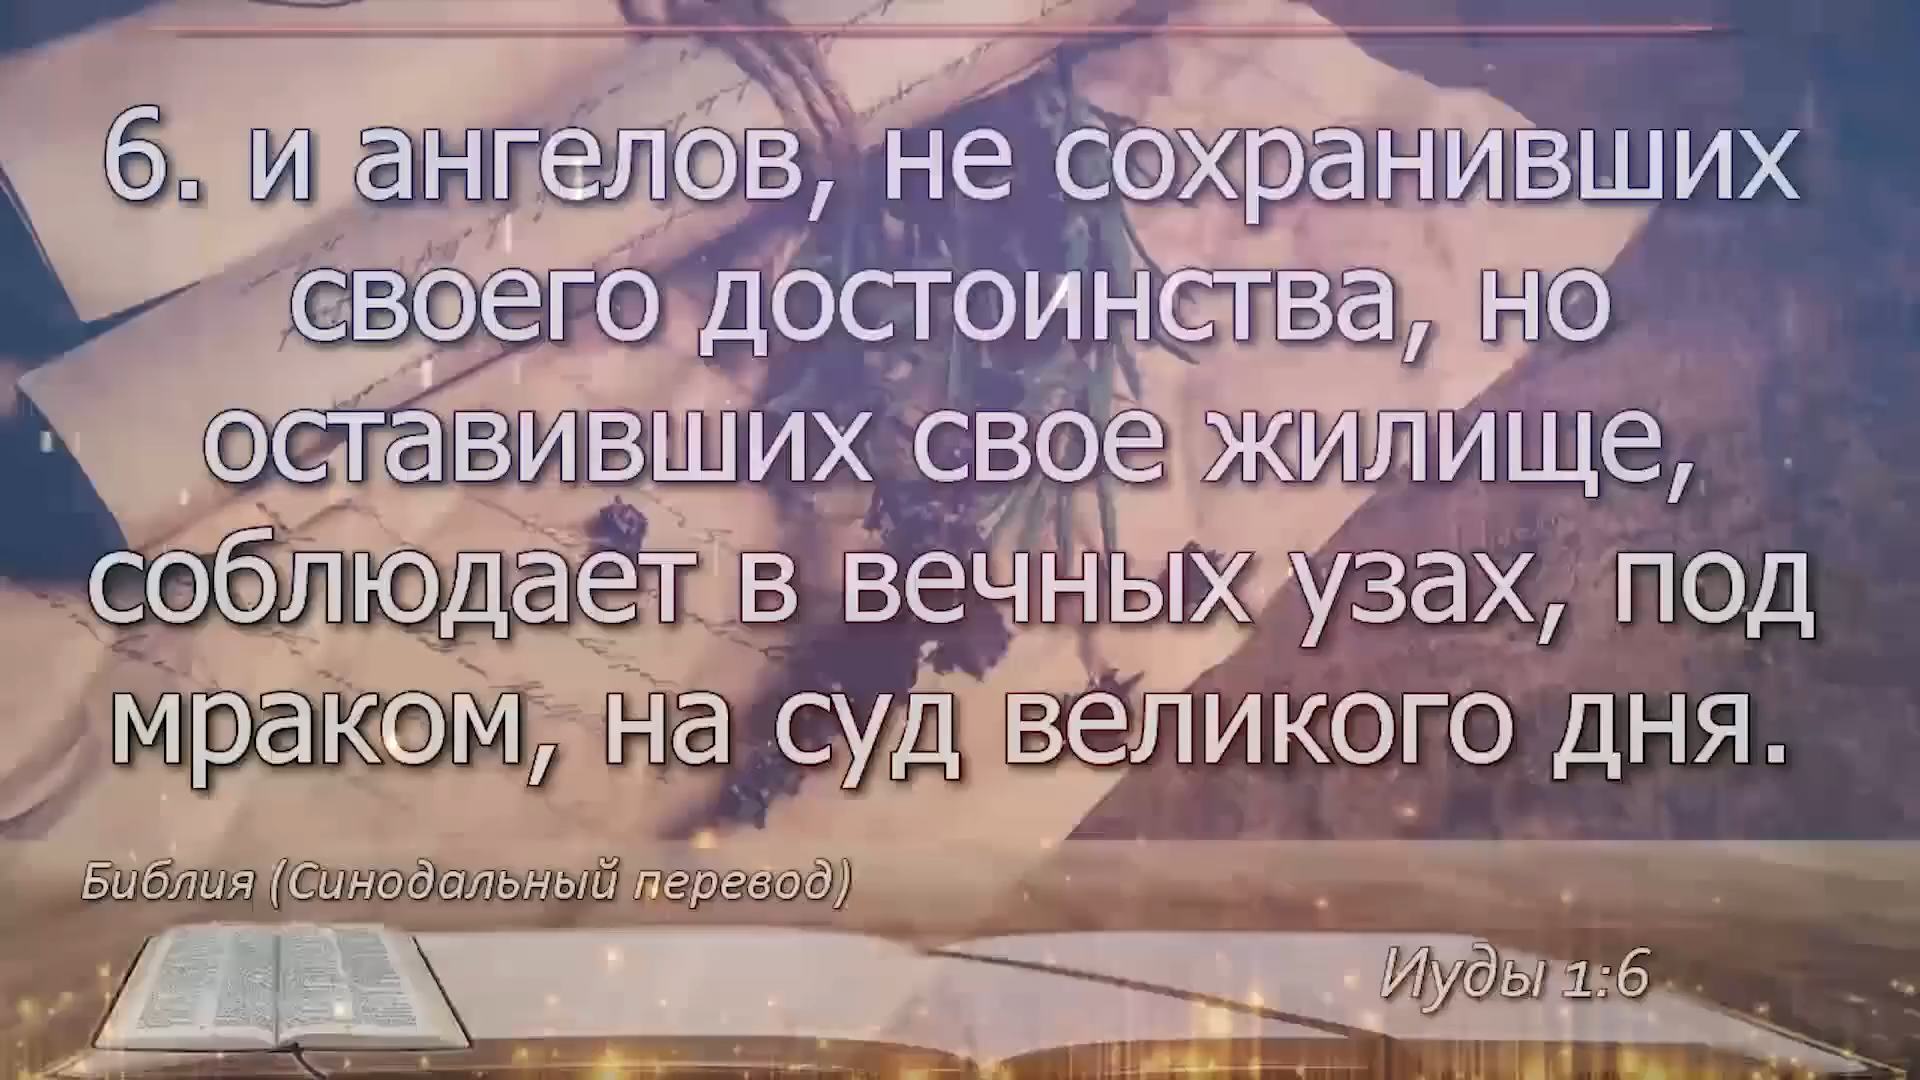 6. и ангелов, не сохранивших
своего достоинства, но
оставивших свое жилище,
соблюдает в вечных узах, под
мраком, на суд великого дня.
Библия (Синодальный перевод)
Иуды 1:6